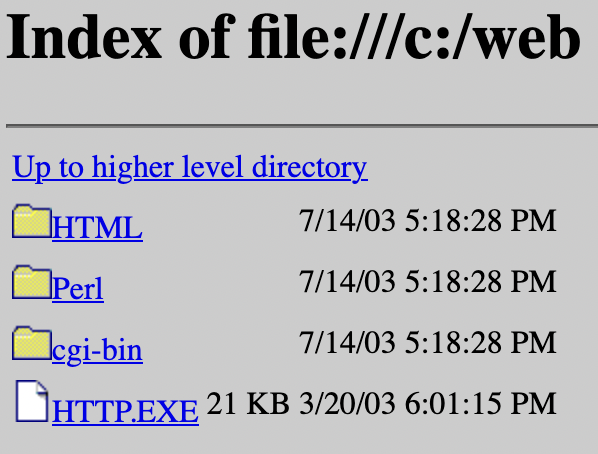 Index of file:///c:/web
Up to higher level directory
HTML 7/14/03 5:18:28 PM
Perl 7/14/03 5:18:28 PM
cgi-bin 7/14/03 5:18:28 PM
HTTP.EXE 21 KB 3/20/03 6:01:15 PM